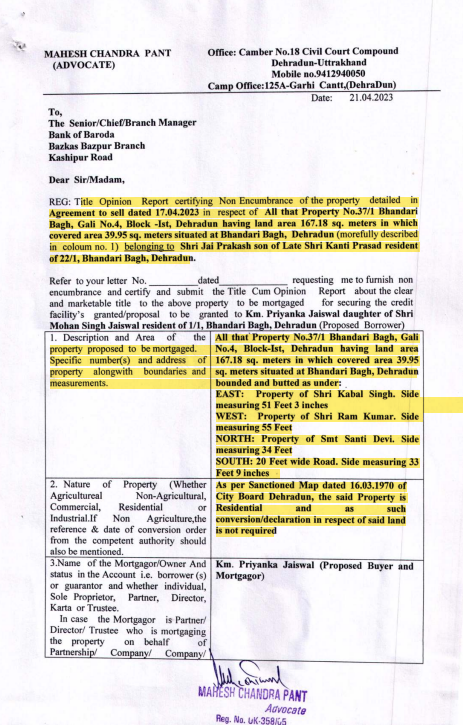 MAHESH CHANDRA PANT
(ADVOCATE)
Office: Camber No.18 Civil Court Compound
Dehradun-Uttrakhand
Mobile no.9412940050
Camp Office:125A-Garhi Cantt,(DehraDun)
Date: 21.04.2023
To,
The Senior/Chief/Branch Manager
Bank of Baroda
Bazkas Bazpur Branch
Kashipur Road
Dear Sir/Madam,
REG: Title Opinion Report certifying Non Encumbrance of the property detailed in
Agreement to sell dated 17.04.2023 in respect of All that Property No.37/1 Bhandari
Bagh, Gali No.4, Block -Ist, Dehradun having land area 167.18 sq. meters in which
covered area 39.95 sq. meters situated at Bhandari Bagh, Dehradun (morefully described
in coloum no. 1) belonging to Shri Jai Prakash son of Late Shri Kanti Prasad resident
of 22/1, Bhandari Bagh, Dehradun.
Refer to your letter No. ________dated__________requesting me to furnish non
encumbrance and certify and submit the Title Cum Opinion Report about the clear
and marketable title to the above property to be mortgaged for securing the credit
facility's granted/proposal to be granted to Km. Priyanka Jaiswal daughter of Shri
Mohan Singh Jaiswal resident of 1/1, Bhandari Bagh, Dehradun (Proposed Borrower)
1. Description and Area of the
property proposed to be mortgaged.
Specific number(s) and address of
property alongwith boundaries and
measurements.
All that Property No.37/1 Bhandari Bagh, Gali
No.4, Block-Ist, Dehradun having land area
167.18 sq. meters in which covered area 39.95
sq. meters situated at Bhandari Bagh, Dehradun
bounded and butted as under:
EAST: Property of Shri Kabal Singh. Side
measuring 51 Feet 3 inches
WEST: Property of Shri Ram Kumar. Side
measuring 55 Feet
NORTH: Property of Smt Santi Devi. Side
measuring 34 Feet
SOUTH: 20 Feet wide Road. Side measuring 33
Feet 9 inches
2. Nature of Property (Whether
Agricultureal Non-Agricultural,
Commercial, Residential or
Industrial.If Non Agriculture,the
reference & date of conversion order
from the competent authority should
also be mentioned.
As per Sanctioned Map dated 16.03.1970 of
City Board Dehradun, the said Property is
Residential and as such
conversion/declaration in respect of said land
is not required
3.Name of the Mortgagor/Owner And
status in the Account i.e. borrower (s)
or guarantor and whether individual,
Sole Proprietor, Partner, Director,
Karta or Trustee.
In case the Mortgagor is Partner/
Director/ Trustee who is mortgaging
the property on behalf of
Partnership/ Company/ Company/
Km. Priyanka Jaiswal (Proposed Buyer and
Mortgagor)
MAHESH CHANDRA PANT
Advocate
Reg. No. UK-358/05